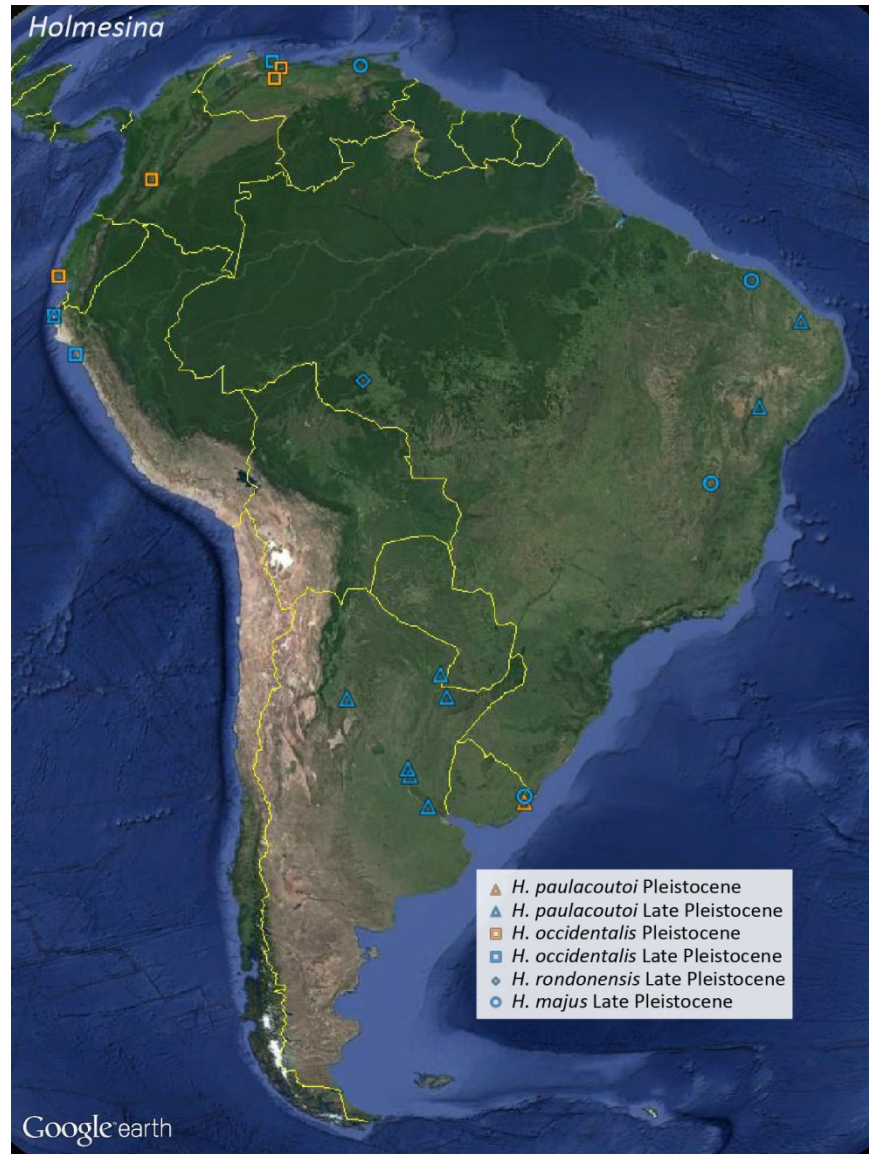 Holmesina
H. paulacoutoi Pleistocene
H. paulacoutoi Late Pleistocene
H. occidentalis Pleistocene
H. occidentalis Late Pleistocene
H. rondonensis Late Pleistocene
H. majus Late Pleistocene
Google earth